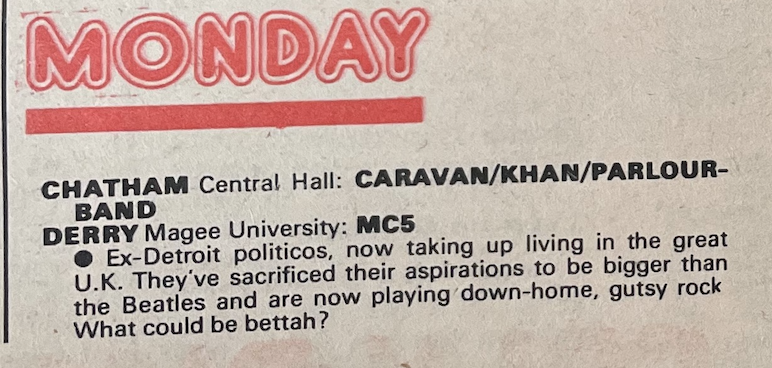 MONDAY
CHATHAM Central Hall: CARAVAN/KHAN/PARLOUR-
BAND
DERRY Magee University: MC5
● Ex-Detroit politicos, now taking up living in the great
U.K. They've sacrificed their aspirations to be bigger than
the Beatles and are now playing down-home, gutsy rock
What could be bettah?